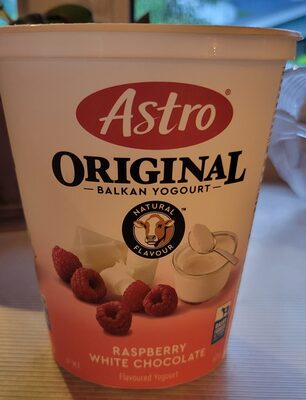 Astro®
ORIGINAL
BALKAN YOGOURT
NATURAL
FLAVOUR
RASPBERRY
WHITE CHOCOLATE
Flavoured Yogourt